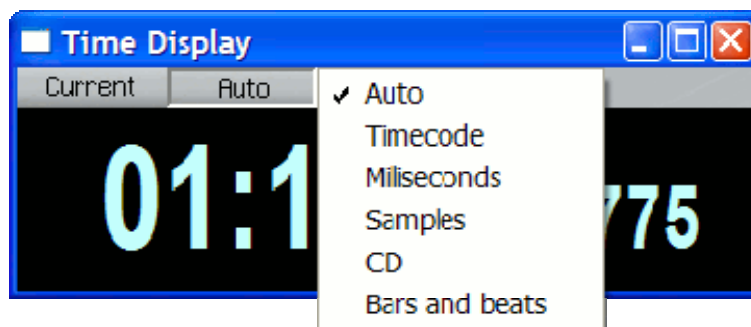 Time Display
Current Auto
Auto
Timecode
Miliseconds
Samples
CD
Bars and beats
01:1 775